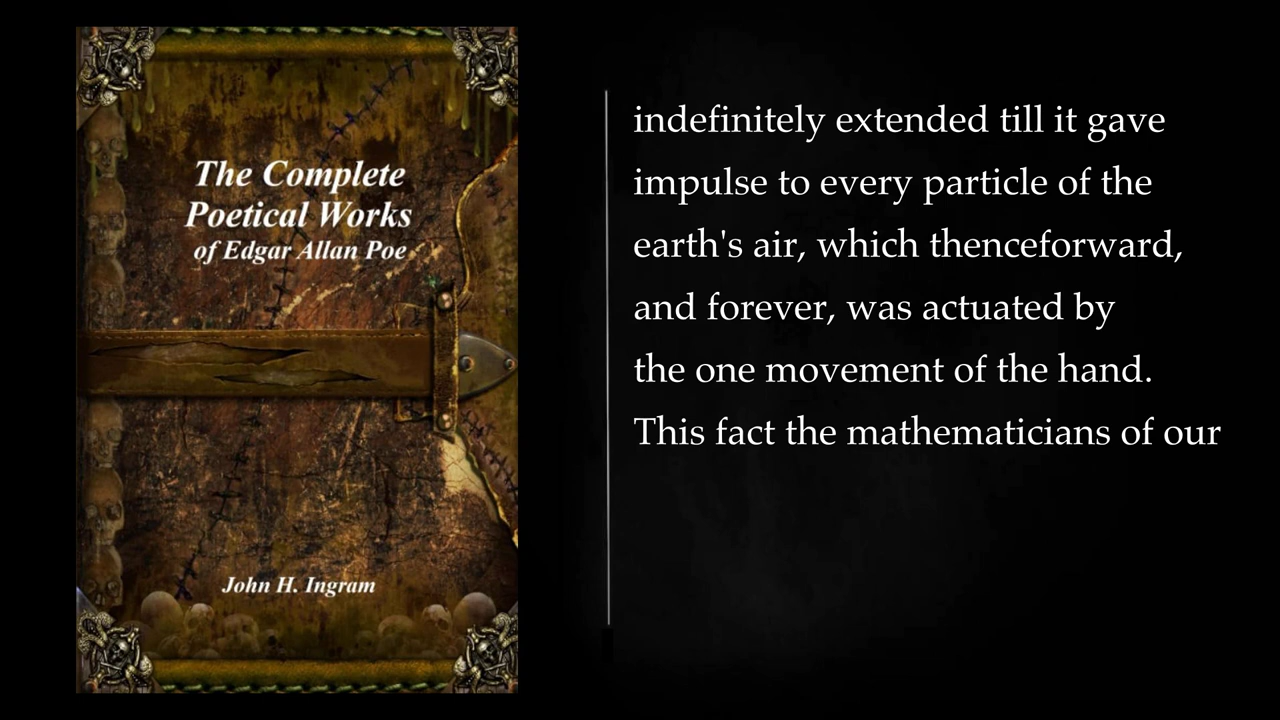 The Complete
Poetical Works
of Edgar Allan Poe
John H. Ingram
indefinitely extended till it gave
impulse to every particle of the
earth's air, which thenceforward,
and forever, was actuated by
the one movement of the hand.
This fact the mathematicians of our